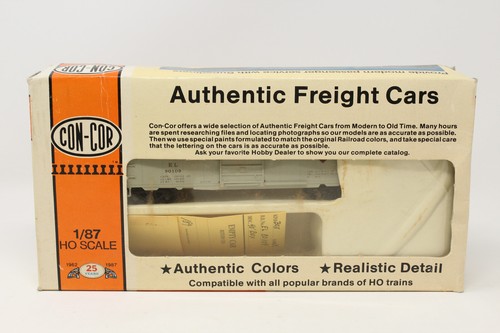 CON-COR
Authentic Freight Cars
Con-Cor offers a wide selection of Authentic Freight Cars from Modern to Old Time. Many hours
are spent researching files and locating photographs so our models are as accurate as possible.
Then we use special paints formulated to match the original Railroad colors, and take special care
that the lettering on the cars is as accurate as possible.
Ask your favorite Hobby Dealer to show you our complete catalog.
CON-COR
1/87
HO SCALE
1962 25 1987
★Authentic Colors ★Realistic Detail
Compatible with all popular brands of HO trains